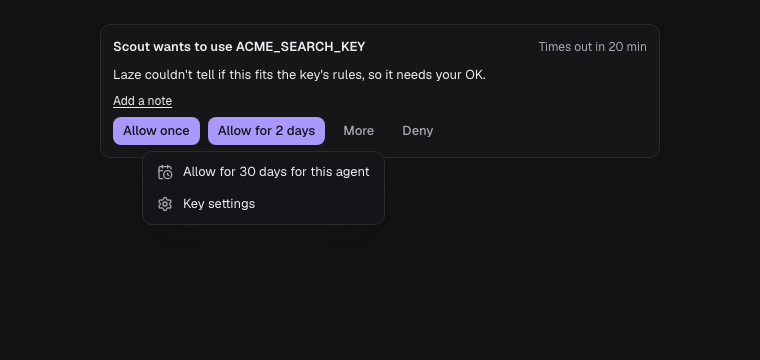 Scout wants to use ACME_SEARCH_KEY
Times out in 20 min
Laze couldn't tell if this fits the key's rules, so it needs your OK.
Add a note
Allow once
Allow for 2 days
More
Deny
Allow for 30 days for this agent
Key settings